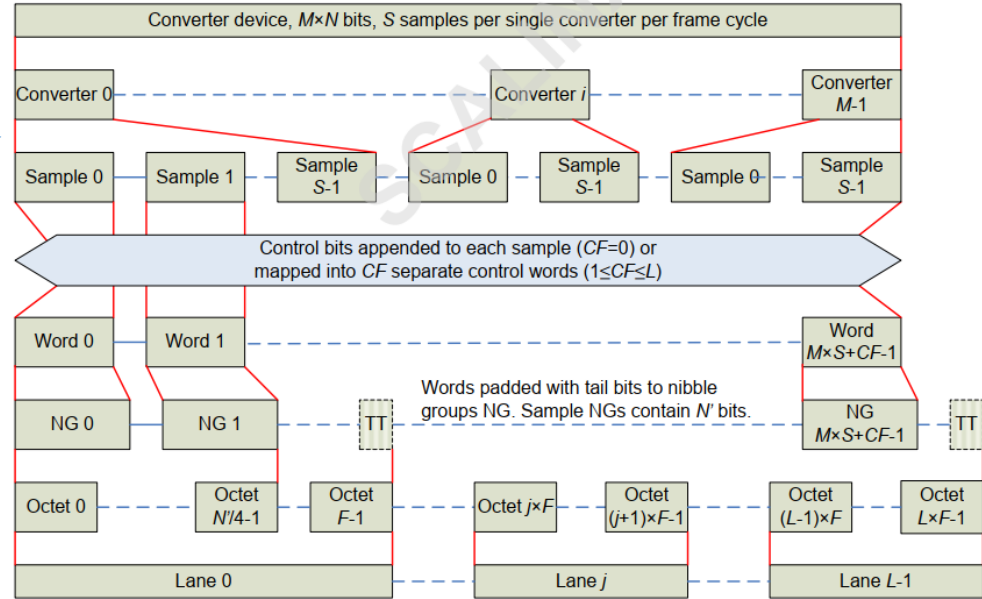 Converter device, M×N bits, S samples per single converter per frame cycle
Converter 0
Converter i
Converter
M-1
Sample 0
Sample 1
Sample
S-1
Sample 0
Sample
S-1
Sample 0
Sample
S-1
Control bits appended to each sample (CF=0) or
mapped into CF separate control words (1≤CF≤L)
Word 0
Word 1
Word
M×S+CF-1
Words padded with tail bits to nibble
groups NG. Sample NGs contain N' bits.
NG 0
NG 1
TT
NG
M×S+CF-1
TT
Octet 0
Octet
N'/4-1
Octet
F-1
Octet j×F
Octet
(j+1)×F-1
Octet
(L-1)×F
Octet
L×F-1
Lane 0
Lane j
Lane L-1